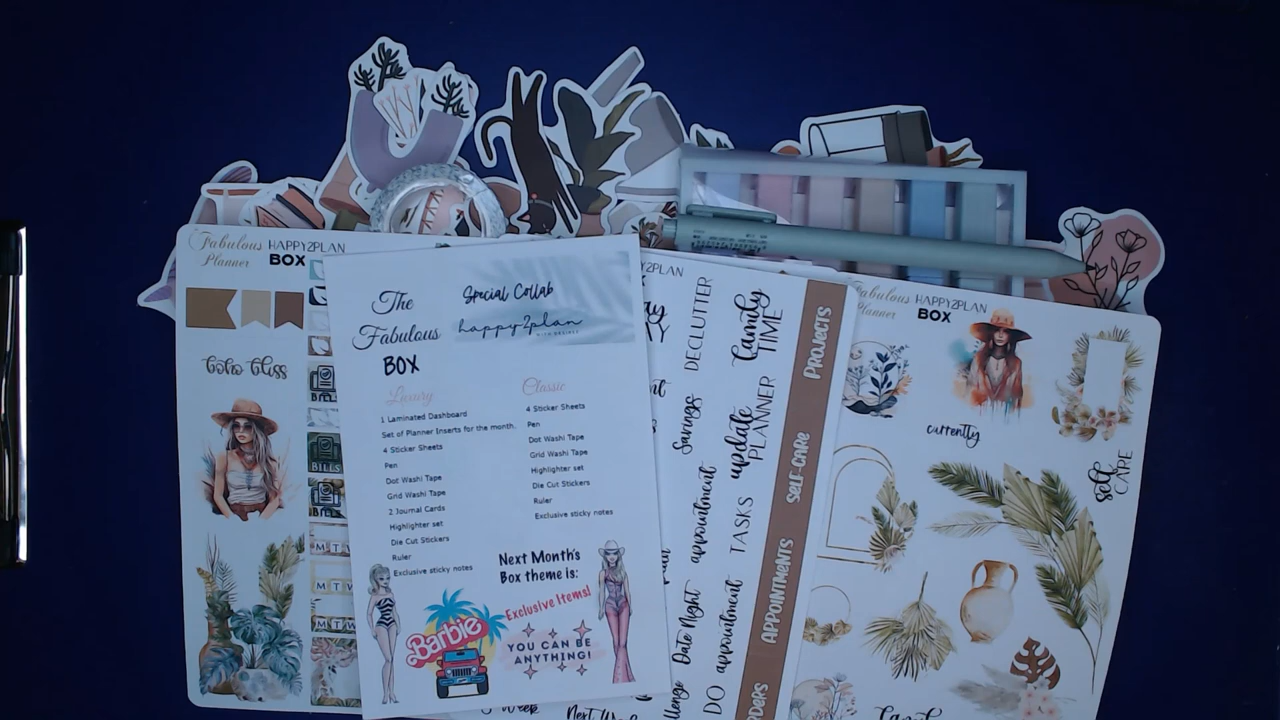 Fabulous
Planner
HAPPY2PLAN
BOX
Boho Bliss
BILLS
M T W
M T W
M T W
The
Fabulous
BOX
Special Collab
happy2plan
Luxury
1 Laminated Dashboard
Set of Planner Inserts for the month.
4 Sticker Sheets
Pen
Dot Washi Tape
Grid Washi Tape
2 Journal Cards
Highlighter set
Die Cut Stickers
Ruler
Exclusive sticky notes
Classic
4 Sticker Sheets
Pen
Dot Washi Tape
Grid Washi Tape
Highlighter set
Die Cut Stickers
Ruler
Exclusive sticky notes
Next Month's
Box theme is:
Exclusive Items!
Barbie
YOU CAN BE
ANYTHING!
Y2PLAN
DECLUTTER
Savings
appointment
Date Night
family
TIME
update
PLANNER
TASKS
appointment
DO
PROJECTS
SELF-CARE
APPOINTMENTS
Week
Next Week
Fabulous
Planner
HAPPY2PLAN
BOX
currently
self
CARE